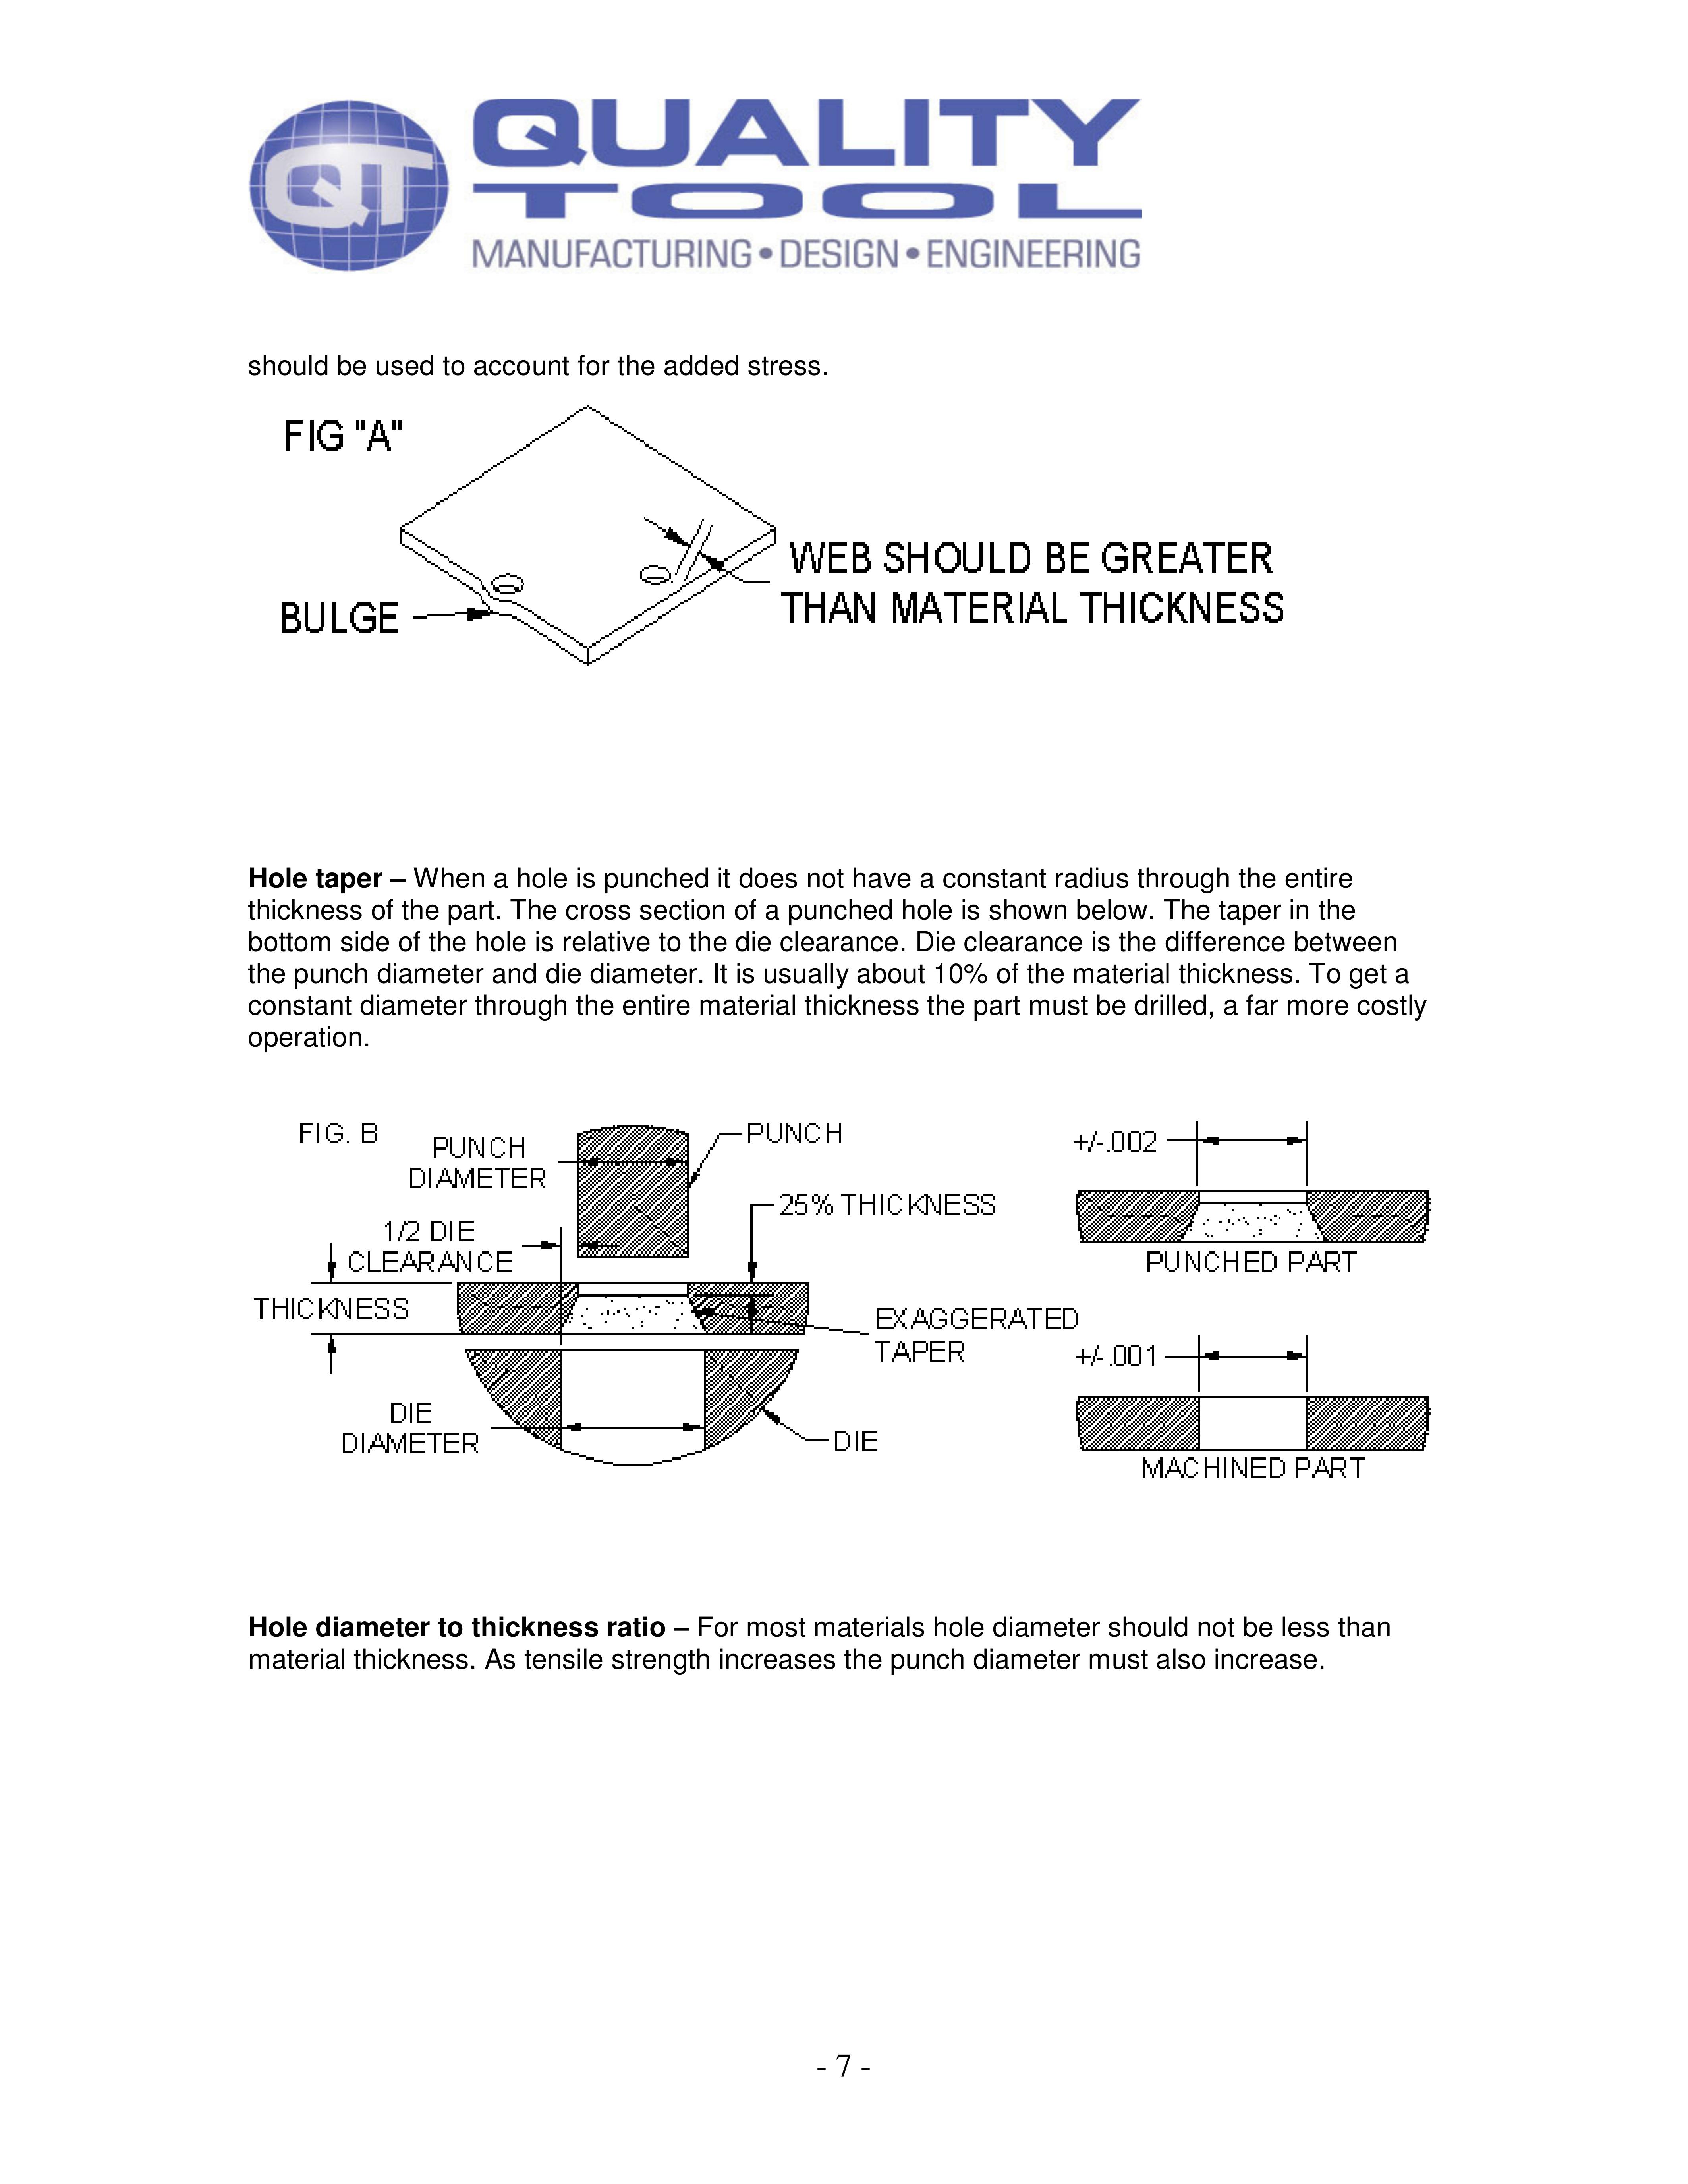 QT
QUALITY
TOOL
MANUFACTURING • DESIGN • ENGINEERING
should be used to account for the added stress.
FIG "A"
WEB SHOULD BE GREATER
THAN MATERIAL THICKNESS
BULGE
Hole taper – When a hole is punched it does not have a constant radius through the entire
thickness of the part. The cross section of a punched hole is shown below. The taper in the
bottom side of the hole is relative to the die clearance. Die clearance is the difference between
the punch diameter and die diameter. It is usually about 10% of the material thickness. To get a
constant diameter through the entire material thickness the part must be drilled, a far more costly
operation.
FIG. B
PUNCH
DIAMETER
PUNCH
1/2 DIE
CLEARANCE
25% THICKNESS
THICKNESS
EXAGGERATED
TAPER
DIE
DIAMETER
DIE
+/-.002
PUNCHED PART
+/-.001
MACHINED PART
Hole diameter to thickness ratio – For most materials hole diameter should not be less than
material thickness. As tensile strength increases the punch diameter must also increase.
- 7 -